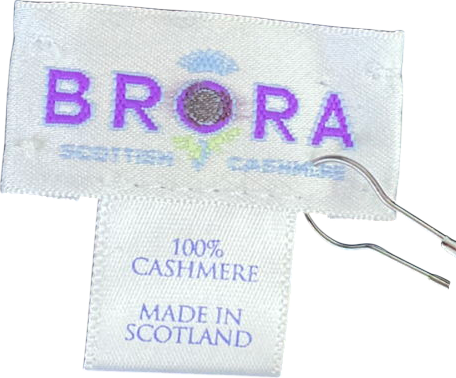 BRORA
SCOTTISH CASHMERE
100%
CASHMERE
MADE IN
SCOTLAND